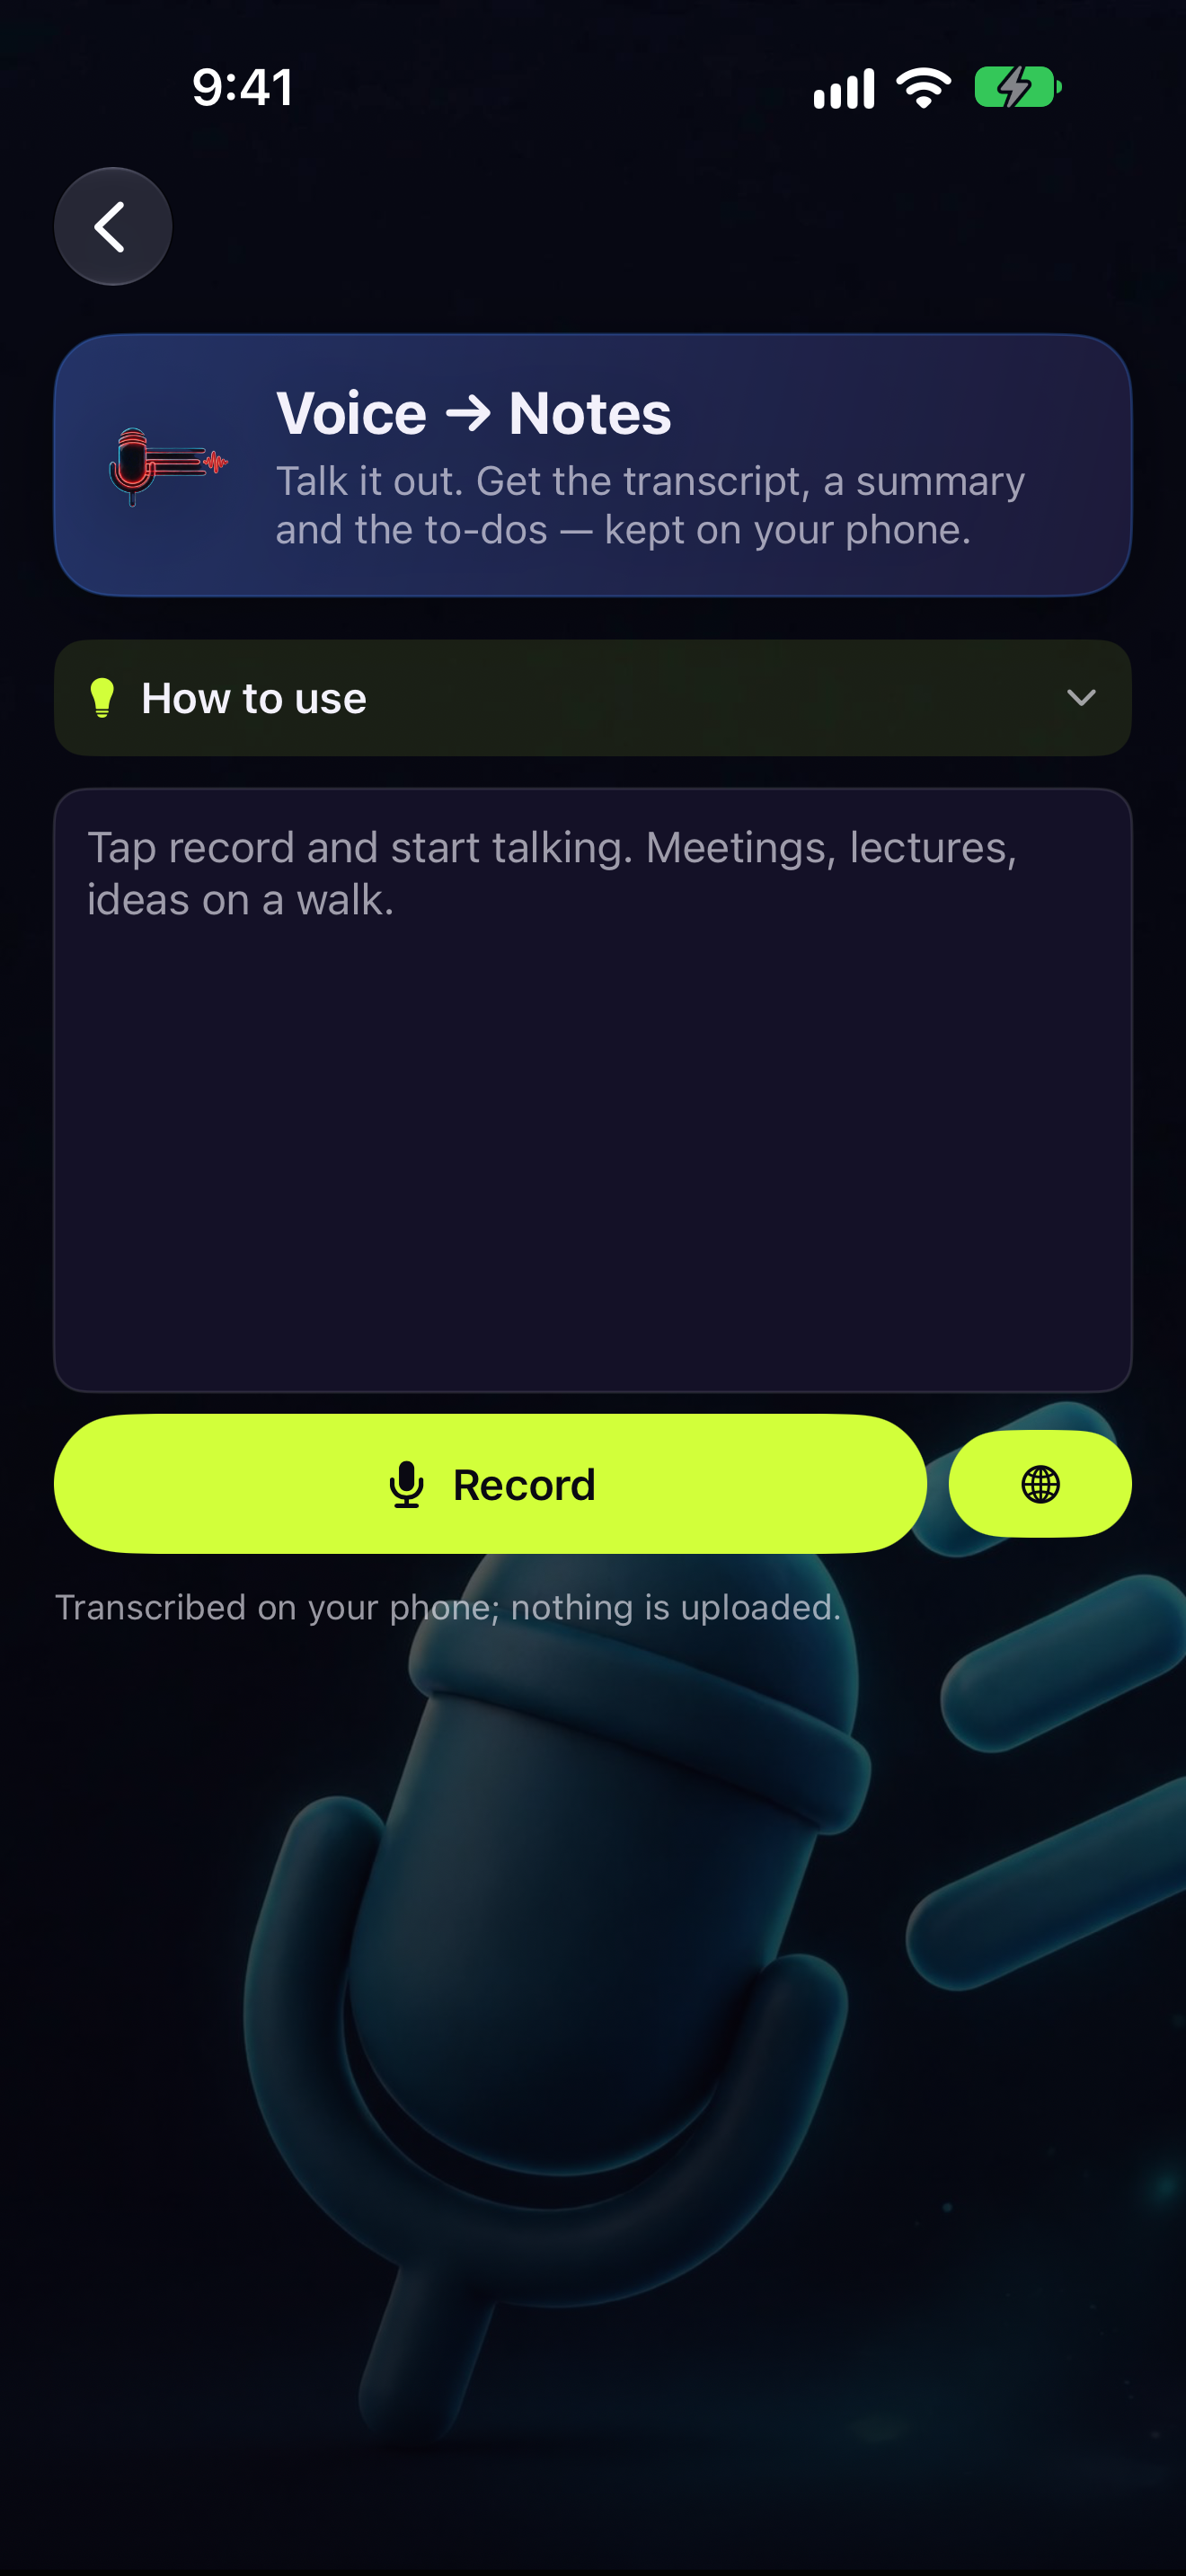 9:41
Voice → Notes
Talk it out. Get the transcript, a summary
and the to-dos — kept on your phone.
How to use
Tap record and start talking. Meetings, lectures,
ideas on a walk.
Record
Transcribed on your phone; nothing is uploaded.